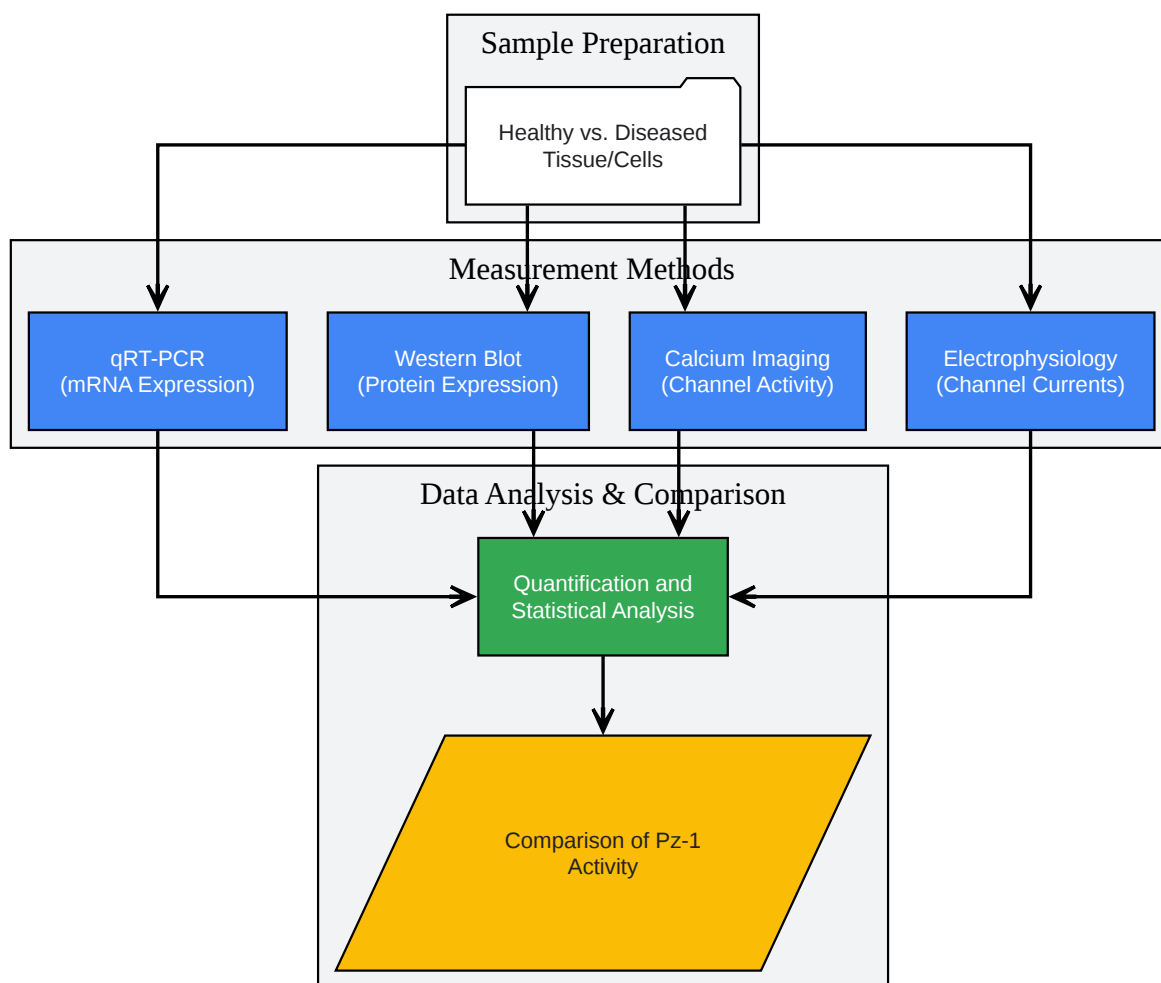 Sample Preparation
Healthy vs. Diseased
Tissue/Cells
Measurement Methods
qRT-PCR
(mRNA Expression)
Western Blot
(Protein Expression)
Calcium Imaging
(Channel Activity)
Electrophysiology
(Channel Currents)
Data Analysis & Comparison
Quantification and
Statistical Analysis
Comparison of Pz-1
Activity